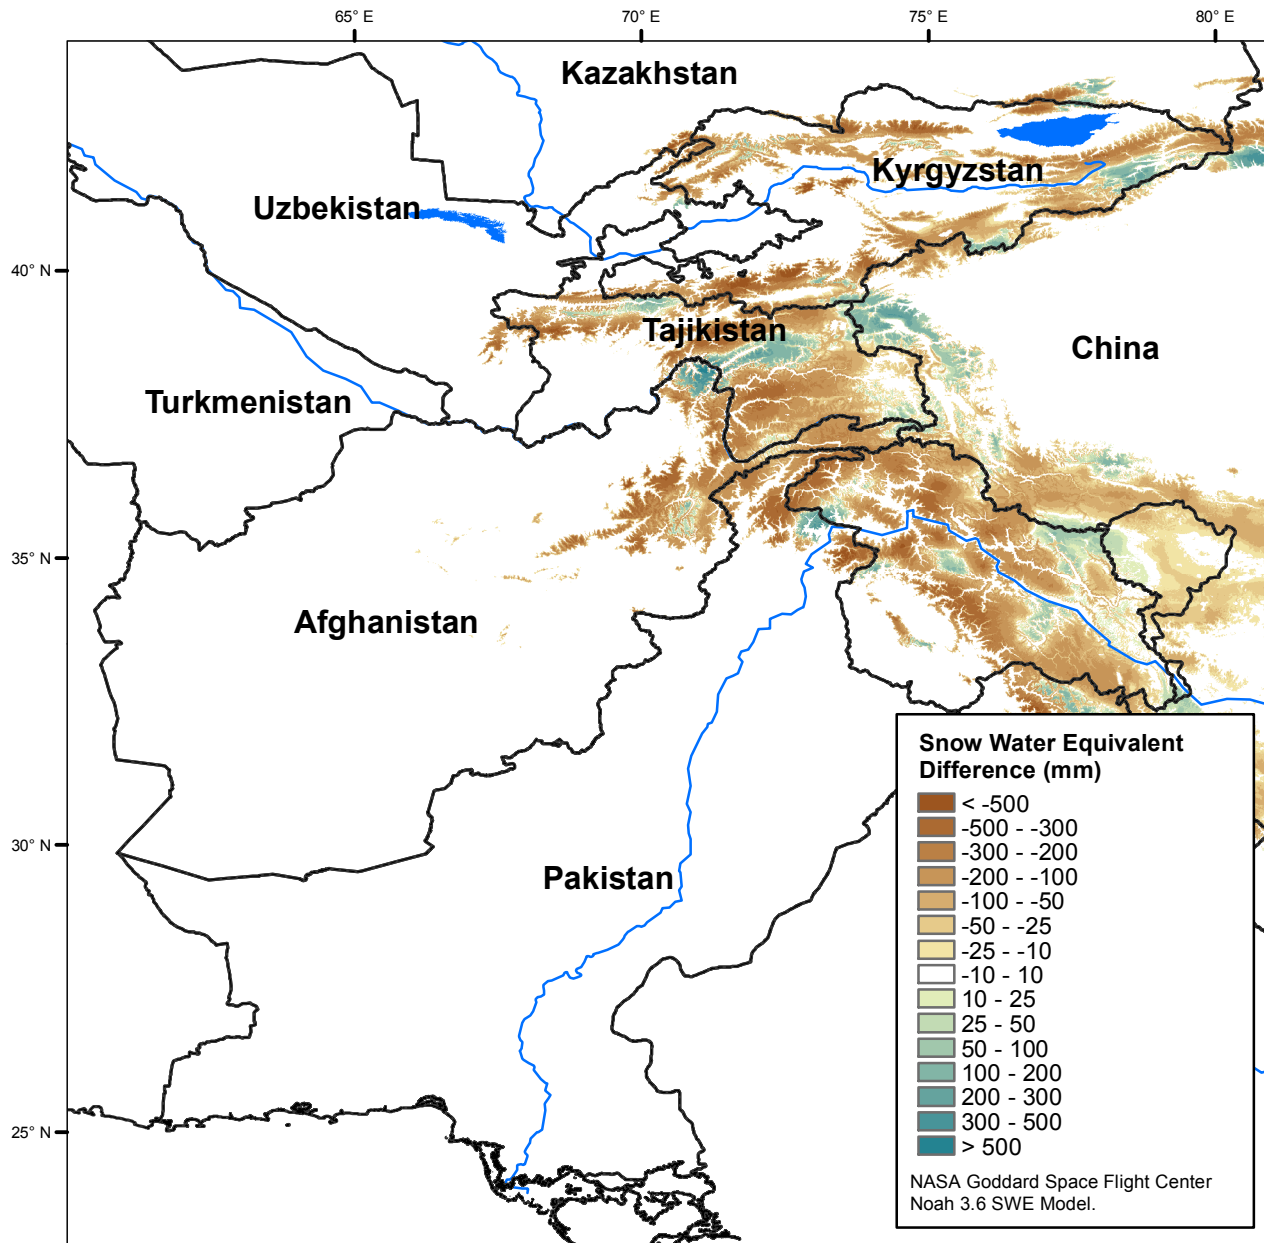 65° E
70° E
75° E
80° E
Kazakhstan
Kyrgyzstan
Uzbekistan
40° N
Tajikistan
China
Turkmenistan
35° N
Afghanistan
Snow Water Equivalent
Difference (mm)
< -500
-500 - -300
-300 - -200
-200 - -100
-100 - -50
-50 - -25
-25 - -10
-10 - 10
10 - 25
25 - 50
50 - 100
100 - 200
200 - 300
300 - 500
> 500
NASA Goddard Space Flight Center
Noah 3.6 SWE Model.
30° N
Pakistan
25° N